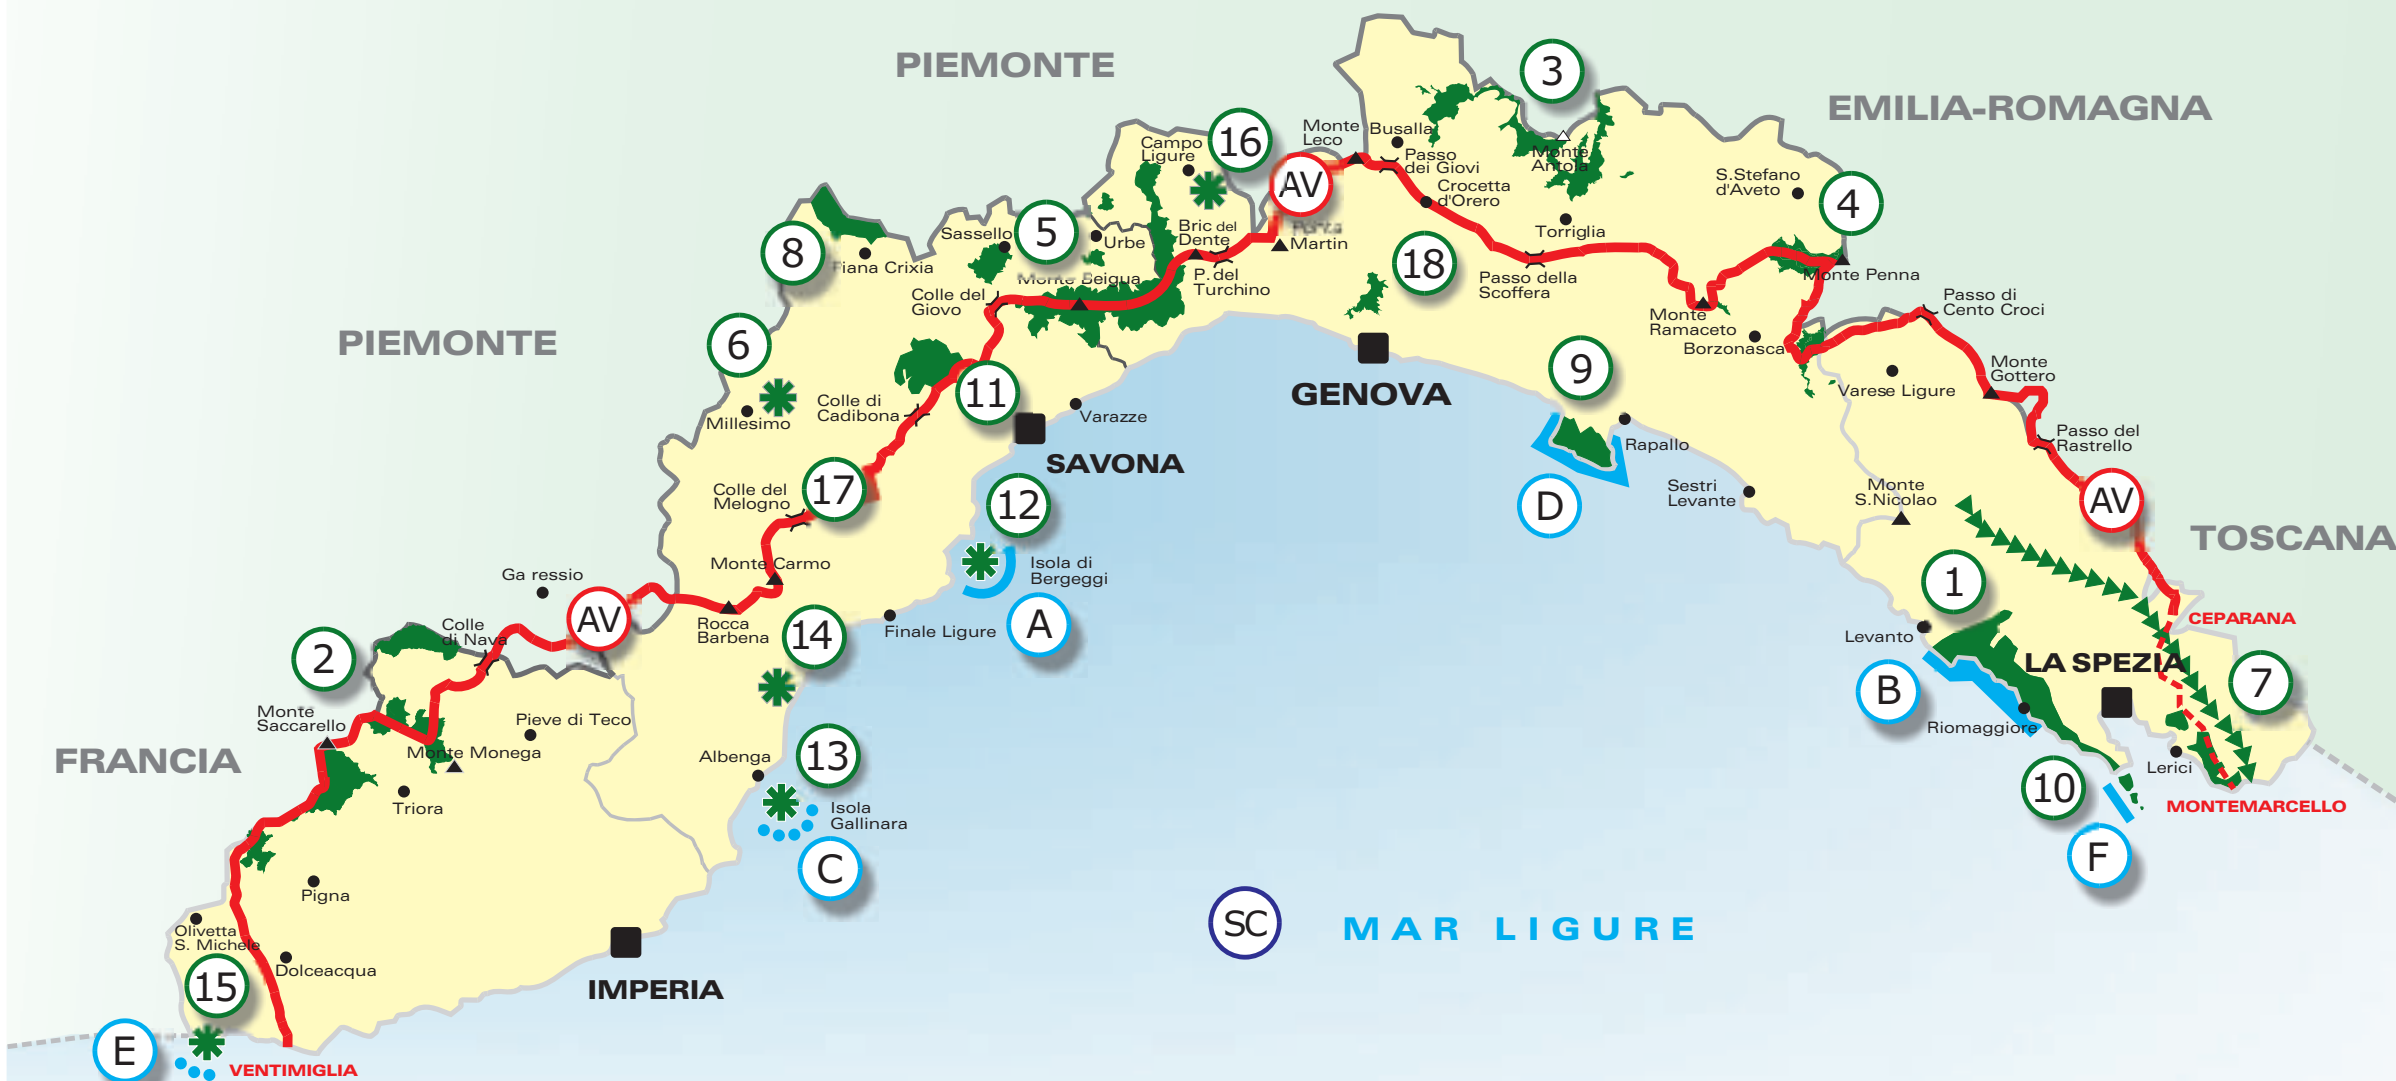 PIEMONTE
3
EMILIA-ROMAGNA
16
Monte
Leco
Busalla
Campo
Ligure
Passo
dei Giovi
Monte
Antola
AV
Crocetta
d'Orero
S.Stefano
d'Aveto
4
8
Piana Crixia
Sassello
5
Urbe
Bric del
Dente
Martin
Torriglia
18
Monte Beigua
P. del
Turchino
Passo della
Scoffera
Monte Penna
Colle del
Giovo
Passo di
Cento Croci
Monte
Ramaceto
Borzonasca
PIEMONTE
6
Millesimo
Colle di
Cadibona
11
Varazze
GENOVA
9
Varese Ligure
Monte
Gottero
SAVONA
Rapallo
Passo del
Rastrello
Colle del
Melogno
17
12
D
Sestri
Levante
Monte
S.Nicolao
AV
TOSCANA
Monte Carmo
Isola di
Bergeggi
A
Ga ressio
AV
Rocca
Barbena
14
Finale Ligure
1
Levanto
CEPARANA
LA SPEZIA
7
2
Colle
di Nava
B
Riomaggiore
Monte
Saccarello
Pieve di Teco
Monte Monega
FRANCIA
Triora
Albenga
13
Isola
Gallinara
C
10
Lerici
MONTEMARCELLO
F
Pigna
SC
MAR LIGURE
Olivetta
S. Michele
Dolceacqua
15
IMPERIA
E
VENTIMIGLIA